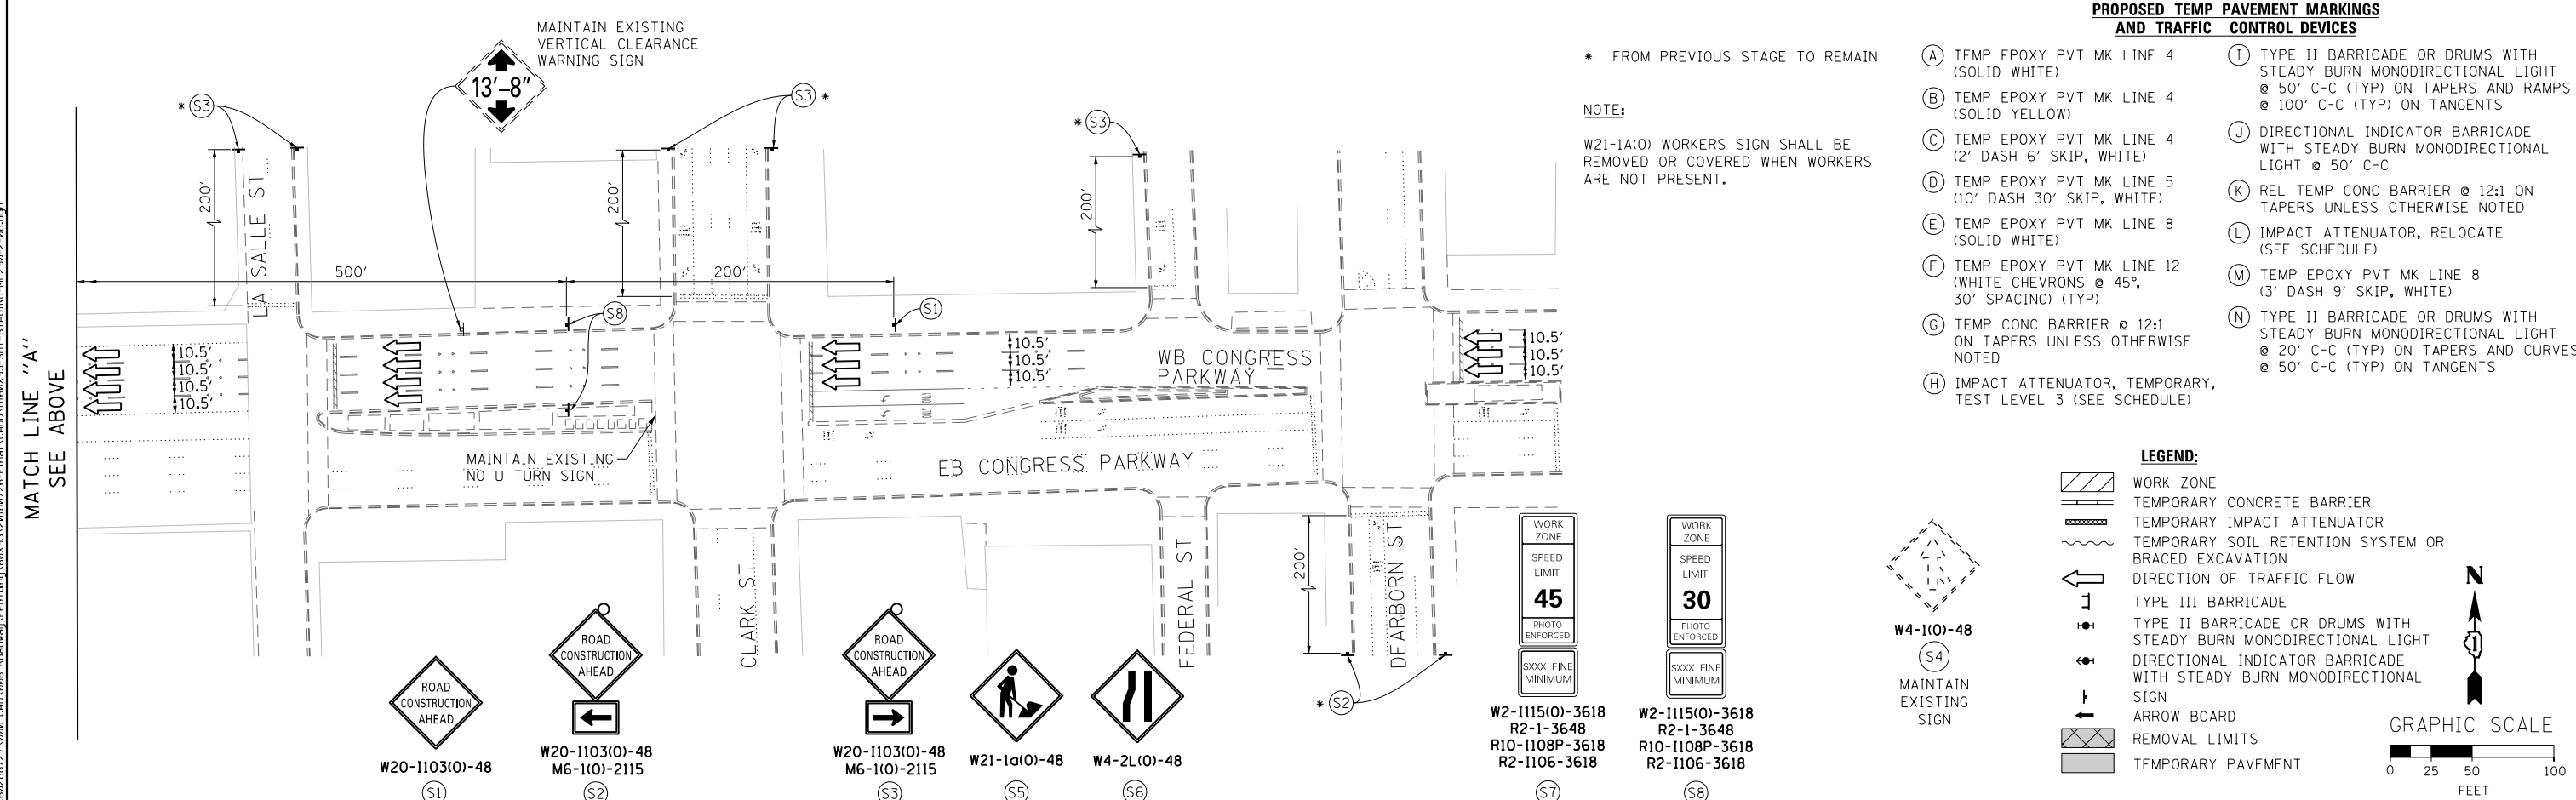 MAINTAIN EXISTING
VERTICAL CLEARANCE
WARNING SIGN
13'-8"
* S3
S3 *
* S3
200'
200'
200'
LA SALLE ST
500'
200'
S8
S1
MATCH LINE "A"
SEE ABOVE
10.5'
10.5'
10.5'
10.5'
10.5'
10.5'
10.5'
ONLY
ONLY
WB CONGRESS
PARKWAY
10.5'
10.5'
10.5'
MAINTAIN EXISTING
NO U TURN SIGN
EB CONGRESS PARKWAY
CLARK ST
FEDERAL ST
DEARBORN ST
200'
* S2
* FROM PREVIOUS STAGE TO REMAIN
NOTE:
W21-1A(O) WORKERS SIGN SHALL BE
REMOVED OR COVERED WHEN WORKERS
ARE NOT PRESENT.
PROPOSED TEMP PAVEMENT MARKINGS
AND TRAFFIC CONTROL DEVICES
A TEMP EPOXY PVT MK LINE 4
(SOLID WHITE)
B TEMP EPOXY PVT MK LINE 4
(SOLID YELLOW)
C TEMP EPOXY PVT MK LINE 4
(2' DASH 6' SKIP, WHITE)
D TEMP EPOXY PVT MK LINE 5
(10' DASH 30' SKIP, WHITE)
E TEMP EPOXY PVT MK LINE 8
(SOLID WHITE)
F TEMP EPOXY PVT MK LINE 12
(WHITE CHEVRONS @ 45°,
30' SPACING) (TYP)
G TEMP CONC BARRIER @ 12:1
ON TAPERS UNLESS OTHERWISE
NOTED
H IMPACT ATTENUATOR, TEMPORARY,
TEST LEVEL 3 (SEE SCHEDULE)
I TYPE II BARRICADE OR DRUMS WITH
STEADY BURN MONODIRECTIONAL LIGHT
@ 50' C-C (TYP) ON TAPERS AND RAMPS
@ 100' C-C (TYP) ON TANGENTS
J DIRECTIONAL INDICATOR BARRICADE
WITH STEADY BURN MONODIRECTIONAL
LIGHT @ 50' C-C
K REL TEMP CONC BARRIER @ 12:1 ON
TAPERS UNLESS OTHERWISE NOTED
L IMPACT ATTENUATOR, RELOCATE
(SEE SCHEDULE)
M TEMP EPOXY PVT MK LINE 8
(3' DASH 9' SKIP, WHITE)
N TYPE II BARRICADE OR DRUMS WITH
STEADY BURN MONODIRECTIONAL LIGHT
@ 20' C-C (TYP) ON TAPERS AND CURVES
@ 50' C-C (TYP) ON TANGENTS
LEGEND:
WORK ZONE
TEMPORARY CONCRETE BARRIER
TEMPORARY IMPACT ATTENUATOR
TEMPORARY SOIL RETENTION SYSTEM OR
BRACED EXCAVATION
DIRECTION OF TRAFFIC FLOW
TYPE III BARRICADE
TYPE II BARRICADE OR DRUMS WITH
STEADY BURN MONODIRECTIONAL LIGHT
DIRECTIONAL INDICATOR BARRICADE
WITH STEADY BURN MONODIRECTIONAL
SIGN
ARROW BOARD
REMOVAL LIMITS
TEMPORARY PAVEMENT
N
1
GRAPHIC SCALE
0 25 50 100
FEET
ROAD
CONSTRUCTION
AHEAD
W20-I103(O)-48
S1
ROAD
CONSTRUCTION
AHEAD
W20-I103(O)-48
M6-1(O)-2115
S2
ROAD
CONSTRUCTION
AHEAD
W20-I103(O)-48
M6-1(O)-2115
S3
W21-1a(O)-48
S5
W4-2L(O)-48
S6
WORK
ZONE
SPEED
LIMIT
45
PHOTO
ENFORCED
$XXX FINE
MINIMUM
W2-I115(O)-3618
R2-1-3648
R10-I108P-3618
R2-I106-3618
S7
WORK
ZONE
SPEED
LIMIT
30
PHOTO
ENFORCED
$XXX FINE
MINIMUM
W2-I115(O)-3618
R2-1-3648
R10-I108P-3618
R2-I106-3618
S8
W4-1(O)-48
S4
MAINTAIN
EXISTING
SIGN